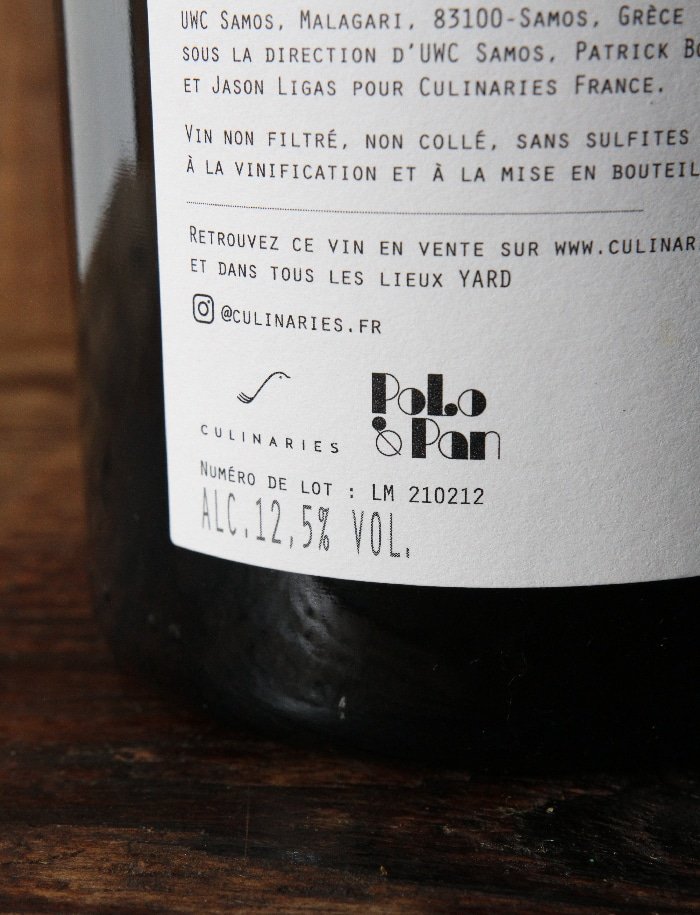 UWC SAMOS, MALAGARI, 83100-SAMOS, GRÈCE
SOUS LA DIRECTION D'UWC SAMOS, PATRICK
ET JASON LIGAS POUR CULINARIES FRANCE.
VIN NON FILTRÉ, NON COLLÉ, SANS SULFITES
À LA VINIFICATION ET À LA MISE EN BOUTEIL
RETROUVEZ CE VIN EN VENTE SUR WWW.CULINAR
ET DANS TOUS LES LIEUX YARD
@CULINARIES.FR
CULINARIES
PoLo
& Pan
NUMÉRO DE LOT : LM 210212
ALC.12,5% VOL.